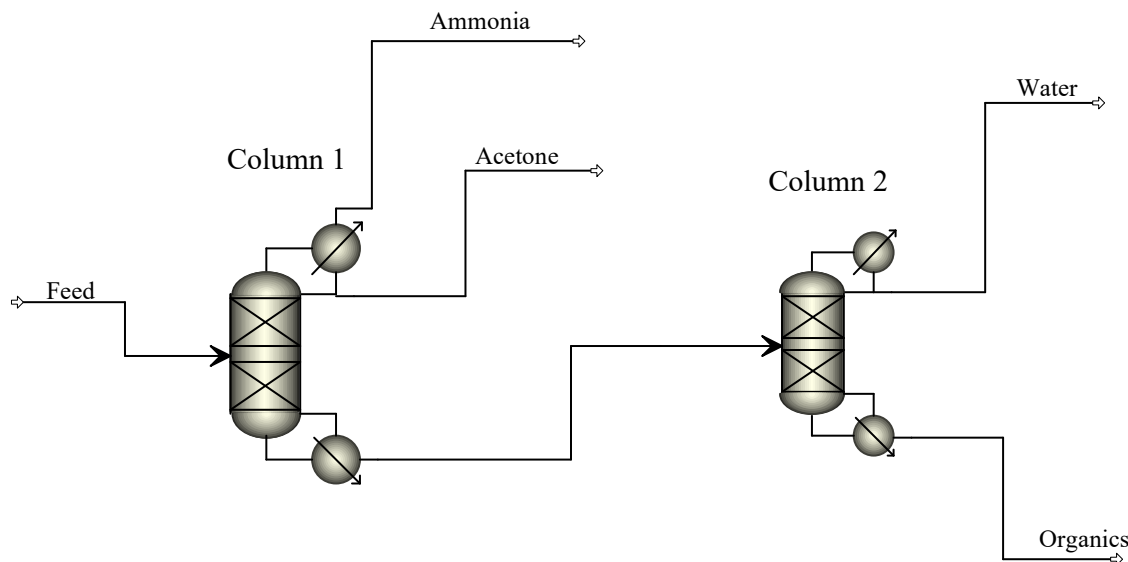 Ammonia
Water
Column 1
Acetone
Column 2
Feed
Organics